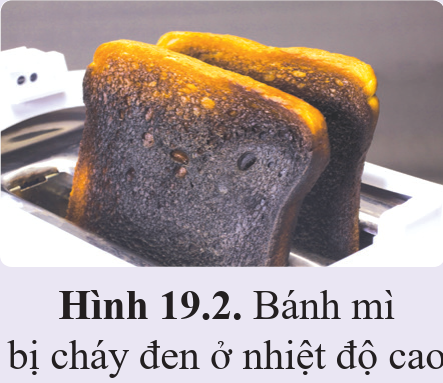 Hình 19.2. Bánh mì
bị cháy đen ở nhiệt độ cao